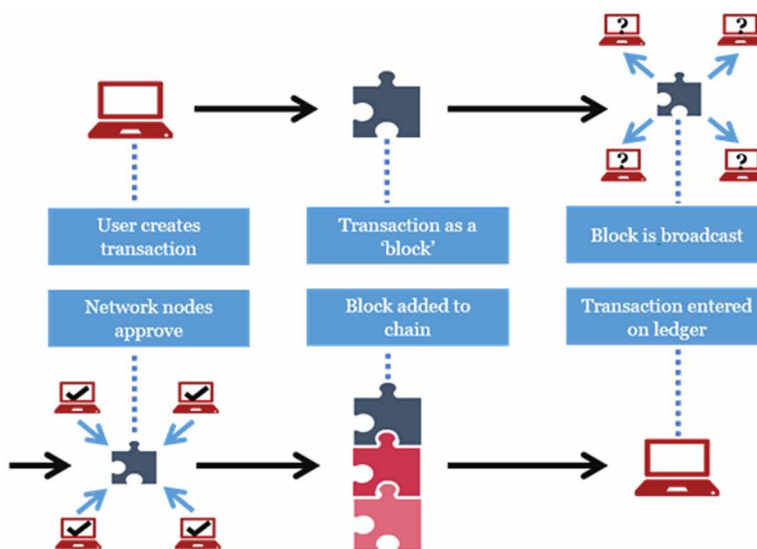 ?
?
?
?
User creates
transaction
Transaction as a
‘block’
Block is broadcast
Network nodes
approve
Block added to
chain
Transaction entered
on ledger